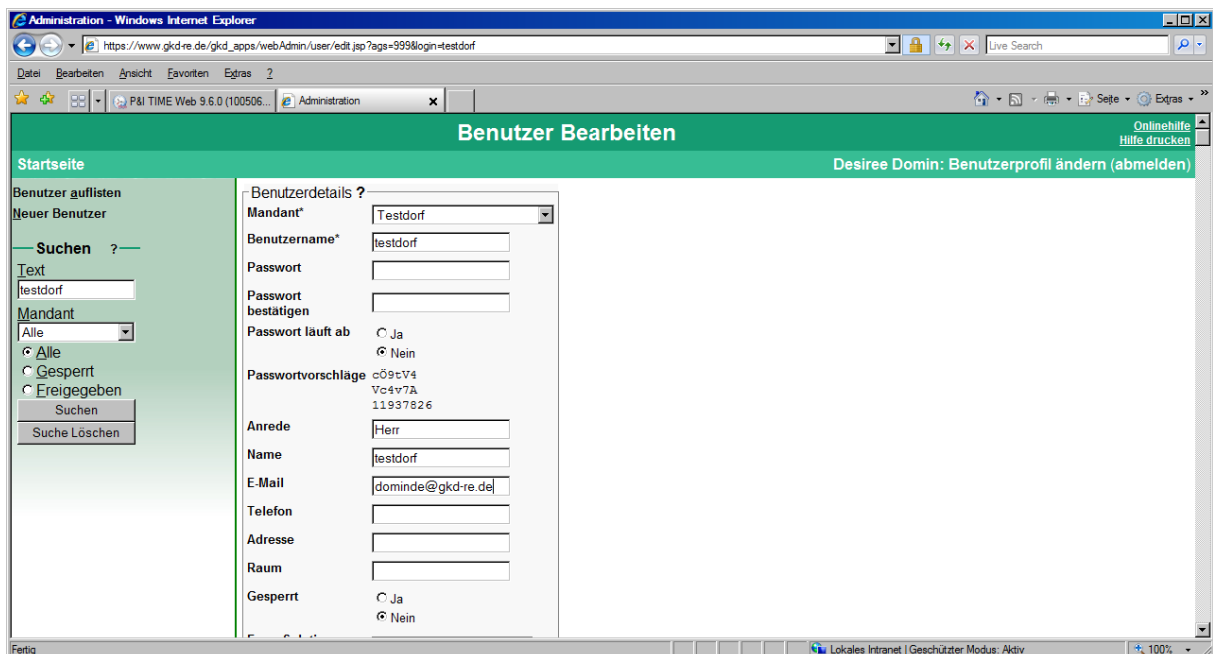 Administration - Windows Internet Explorer
https://www.gkd-re.de/gkd_apps/webAdmin/user/edit.jsp?ags=999&login=testdorf
Live Search
Datei Bearbeiten Ansicht Favoriten Extras ?
P&I TIME Web 9.6.0 (100506...
Administration
Seite
Extras
»
Benutzer Bearbeiten
Onlinehilfe
Hilfe drucken
Startseite
Desiree Domin: Benutzerprofil ändern (abmelden)
Benutzer auflisten
Neuer Benutzer
Suchen ?
Text
testdorf
Mandant
Alle
Alle
Gesperrt
Freigegeben
Suchen
Suche Löschen
Benutzerdetails ?
Mandant* Testdorf
Benutzername* testdorf
Passwort
Passwort
bestätigen
Passwort läuft ab Ja
Nein
Passwortvorschläge cÖ9tV4
Vc4v7A
11937826
Anrede Herr
Name testdorf
E-Mail dominde@gkd-re.de
Telefon
Adresse
Raum
Gesperrt Ja
Nein
Fertig
Lokales Intranet | Geschützter Modus: Aktiv
100%